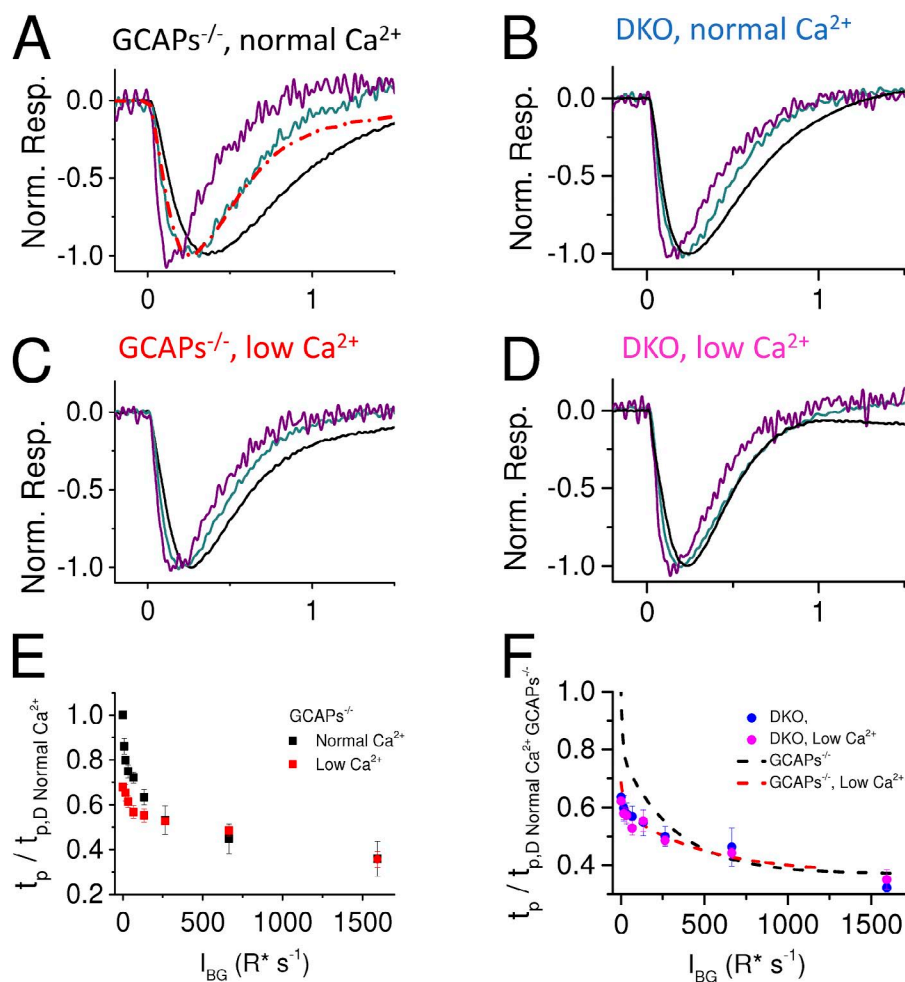 A
GCAPs-/-, normal Ca2+
Norm. Resp.
0.0
-0.5
-1.0
0
1
B
DKO, normal Ca2+
Norm. Resp.
0.0
-0.5
-1.0
0
1
C
GCAPs-/-, low Ca2+
Norm. Resp.
0.0
-0.5
-1.0
0
1
D
DKO, low Ca2+
Norm. Resp.
0.0
-0.5
-1.0
0
1
E
tp / tp,D Normal Ca2+
1.0
0.8
0.6
0.4
0.2
GCAPs-/-
Normal Ca2+
Low Ca2+
0
500
1000
1500
IBG (R* s-1)
F
tp / tp,D Normal Ca2+ GCAPs-/-
1.0
0.8
0.6
0.4
DKO,
DKO, Low Ca2+
GCAPs-/-
GCAPs-/-, Low Ca2+
0
250
500
750
1000
1250
1500
IBG (R* s-1)